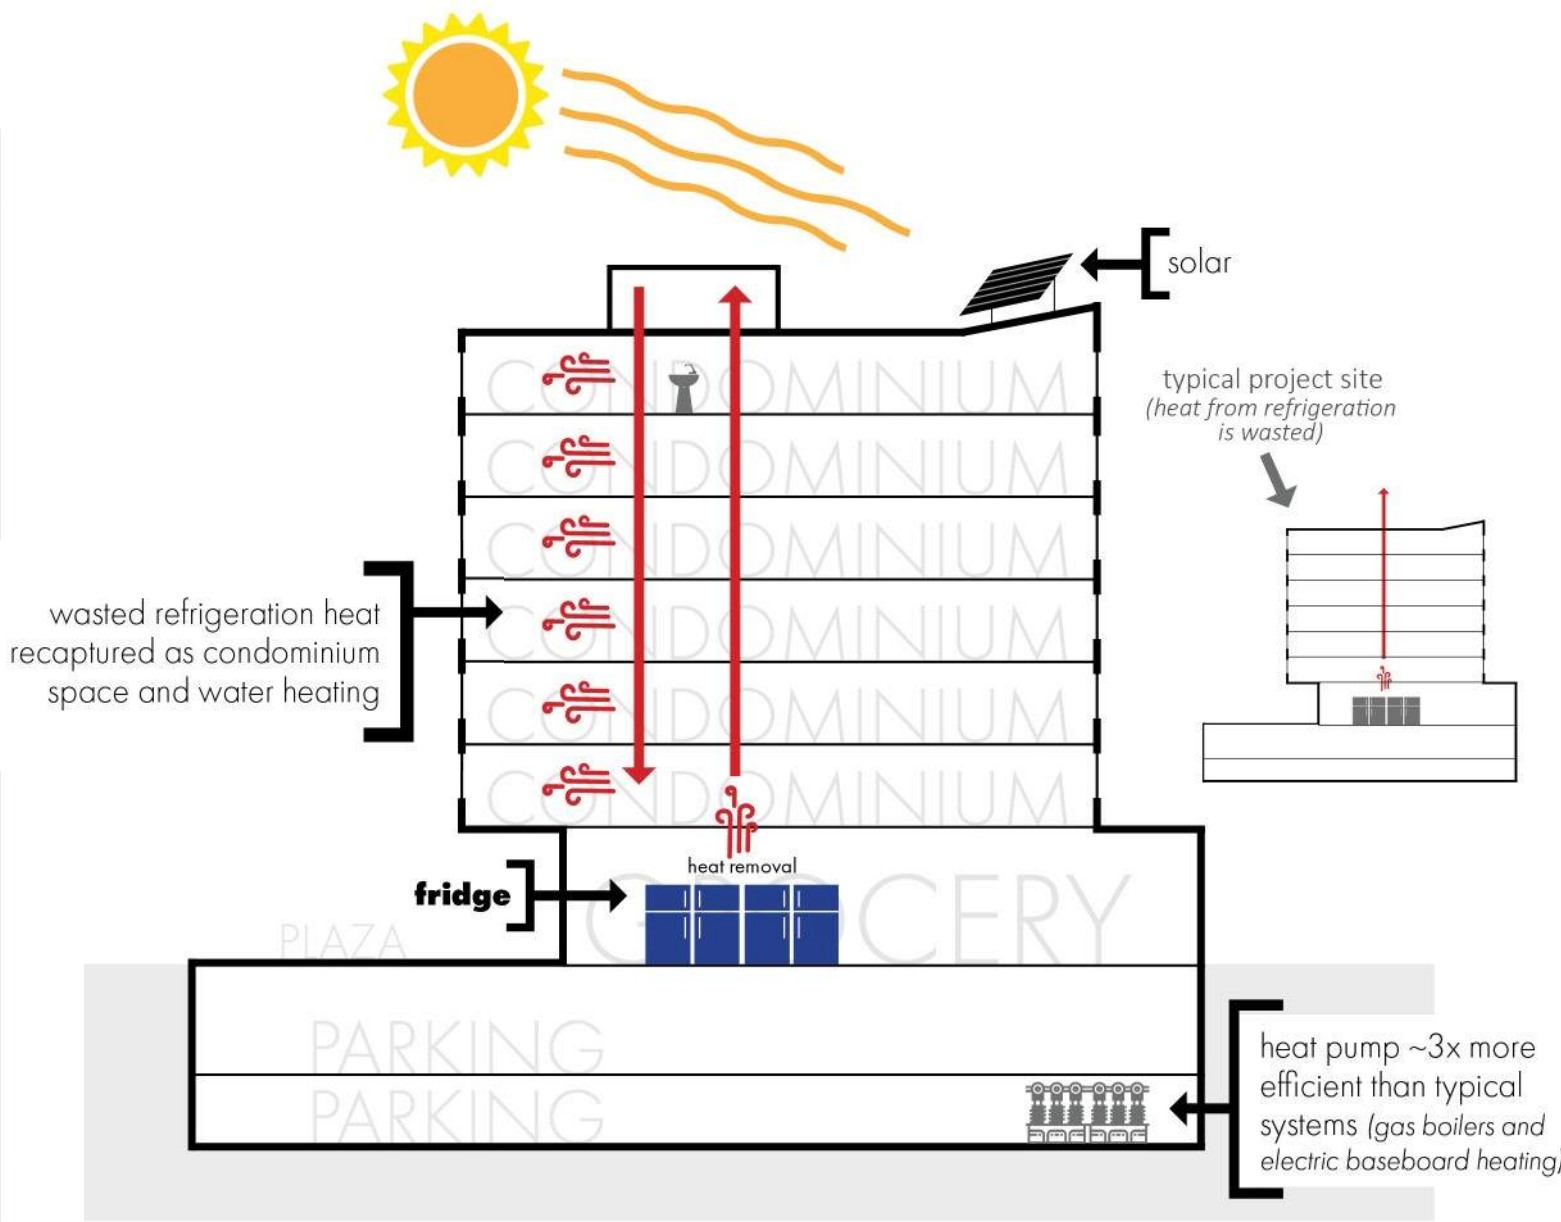 solar
typical project site
(heat from refrigeration
is wasted)
CONDOMINIUM
CONDOMINIUM
CONDOMINIUM
CONDOMINIUM
CONDOMINIUM
CONDOMINIUM
wasted refrigeration heat
recaptured as condominium
space and water heating
heat removal
fridge
GROCERY
PLAZA
PARKING
PARKING
heat pump ~3x more
efficient than typical
systems (gas boilers and
electric baseboard heating)